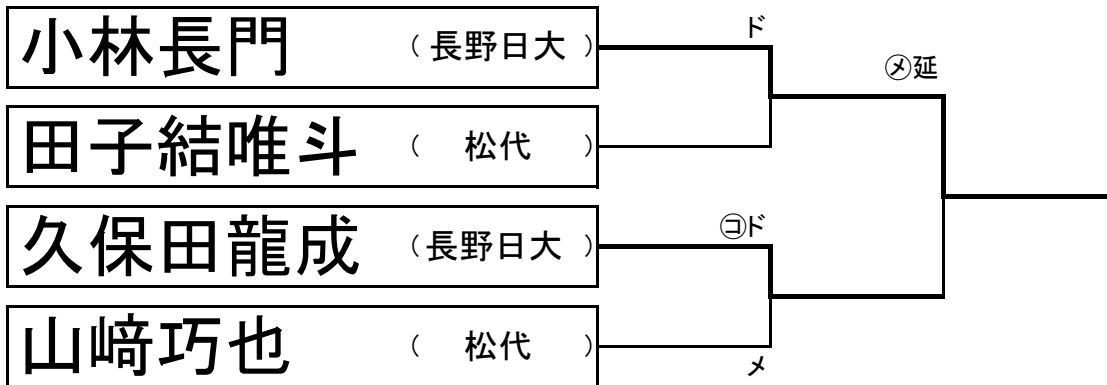 小林長門 （長野日大）
ド
㋱延
田子結唯斗 （ 松代 ）
久保田龍成 （長野日大）
㋙ド
山﨑巧也 （ 松代 ）
メ